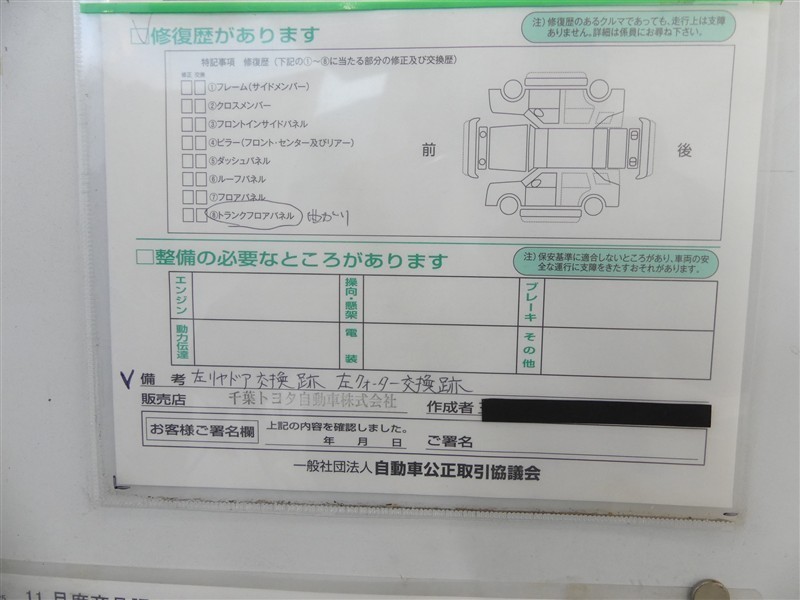 修復歴があります
注）修復歴のあるクルマであっても、走行上は支障
ありません。詳細は係員にお尋ね下さい。
特記事項 修復歴（下記の①～⑧に当たる部分の修正及び交換歴）
修正 交換
①フレーム（サイドメンバー）
②クロスメンバー
③フロントインサイドパネル
④ピラー（フロント・センター及びリアー）
⑤ダッシュパネル
⑥ルーフパネル
⑦フロアパネル
⑧トランクフロアパネル 曲がり
前
後
整備の必要なところがあります
注）保安基準に適合しないところがあり、車両の安
全な運行に支障をきたすおそれがあります。
エンジン
操向・懸架
ブレーキ
動力伝達
電装
その他
備考 左リヤドア交換跡 左クォーター交換跡
販売店 千葉トヨタ自動車株式会社 作成者
お客様ご署名欄 上記の内容を確認しました。
年 月 日 ご署名
一般社団法人 自動車公正取引協議会